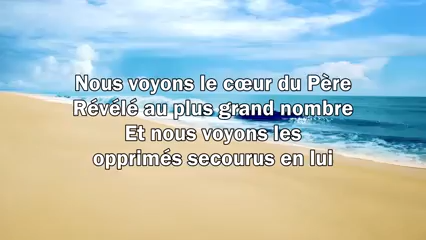 Nous voyons le cœur du Père
Révélé au plus grand nombre
Et nous voyons les
opprimés secourus en lui